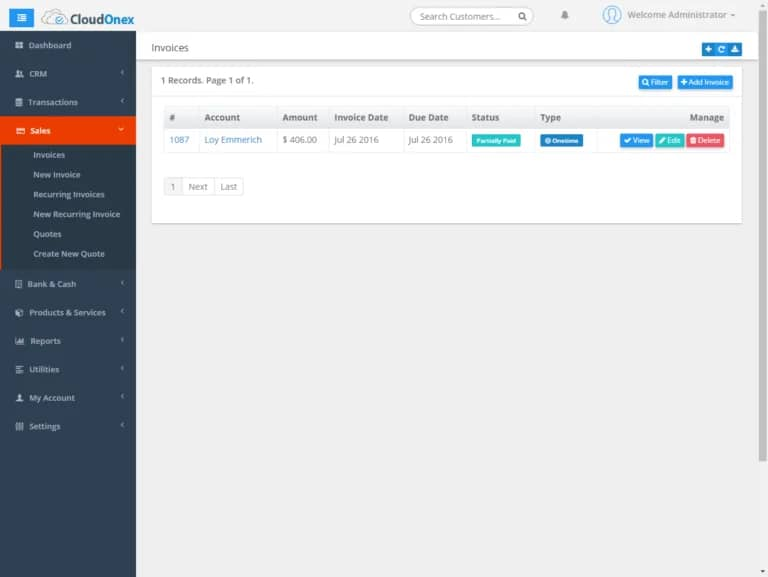 CloudOnex
Search Customers...
Welcome Administrator
Dashboard
CRM
Transactions
Sales
Invoices
New Invoice
Recurring Invoices
New Recurring Invoice
Quotes
Create New Quote
Bank & Cash
Products & Services
Reports
Utilities
My Account
Settings
Invoices
1 Records. Page 1 of 1.
Filter
Add Invoice
# Account Amount Invoice Date Due Date Status Type Manage
1087 Loy Emmerich $ 406.00 Jul 26 2016 Jul 26 2016 Partially Paid Onetime View Edit Delete
1 Next Last